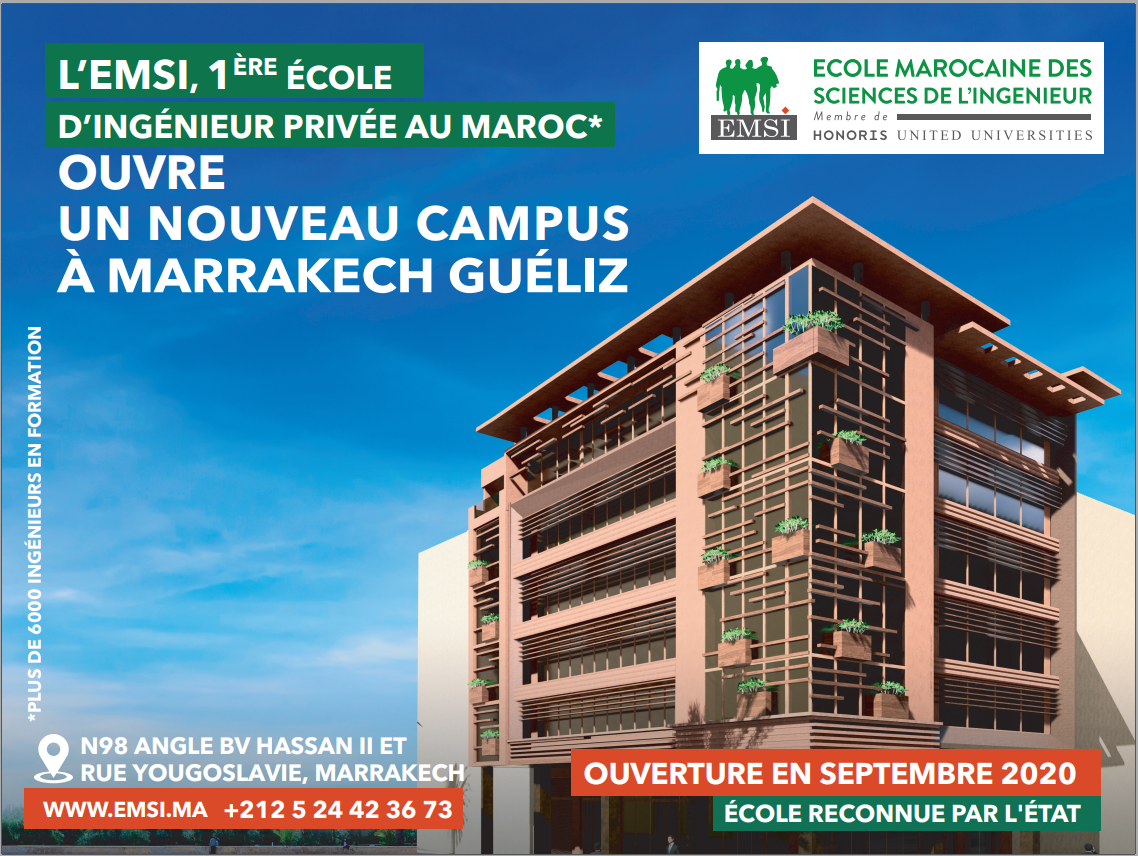 L'EMSI, 1ÈRE ÉCOLE
D'INGÉNIEUR PRIVÉE AU MAROC*
OUVRE
UN NOUVEAU CAMPUS
À MARRAKECH GUÉLIZ
ECOLE MAROCAINE DES
SCIENCES DE L'INGENIEUR
Membre de
HONORIS UNITED UNIVERSITIES
EMSI
*PLUS DE 6000 INGÉNIEURS EN FORMATION
N98 ANGLE BV HASSAN II ET
RUE YOUGOSLAVIE, MARRAKECH
WWW.EMSI.MA +212 5 24 42 36 73
OUVERTURE EN SEPTEMBRE 2020
ÉCOLE RECONNUE PAR L'ÉTAT